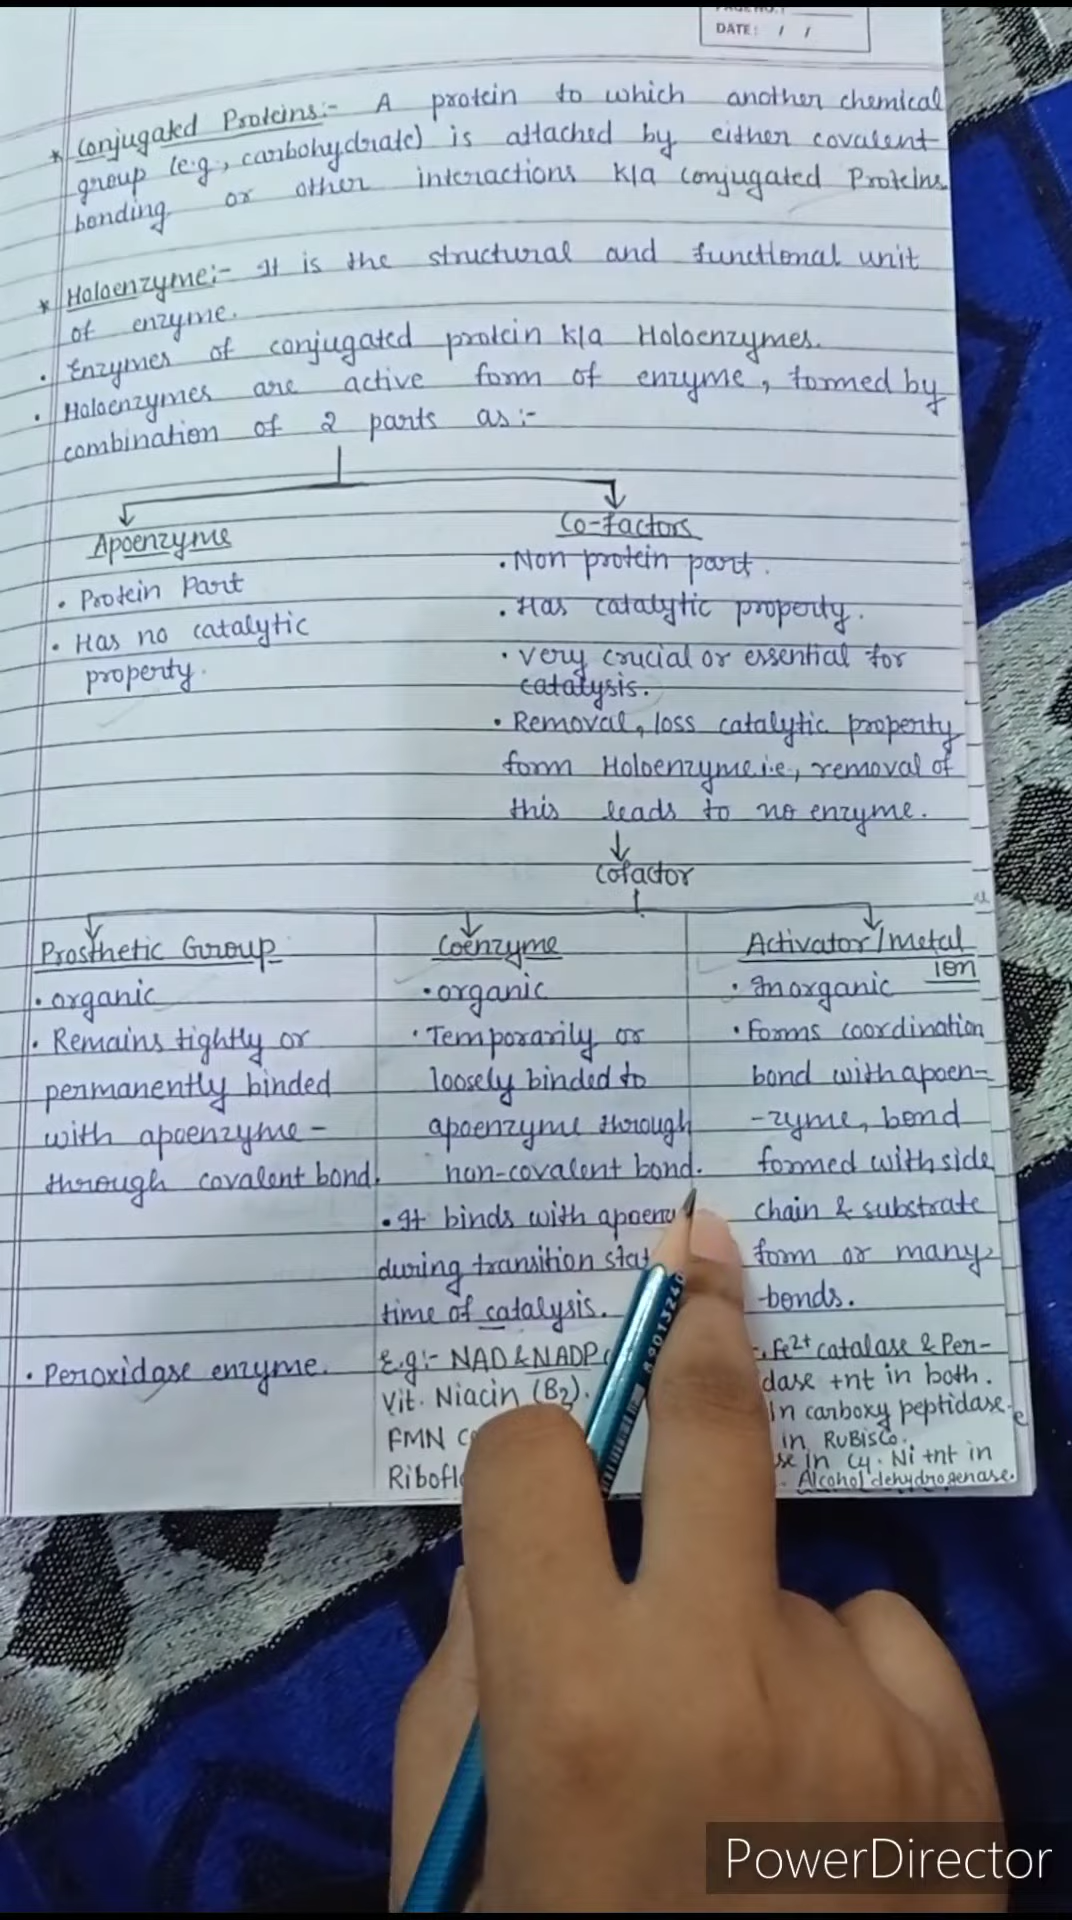 DATE: / /
* Conjugated Proteins:- A protein to which another chemical
group (e.g., carbohydrate) is attached by either covalent
bonding or other interactions k/a Conjugated Proteins.
* Holoenzyme:- It is the structural and functional unit
of enzyme.
. Enzymes of conjugated protein k/a Holoenzymes.
. Holoenzymes are active form of enzyme, formed by
combination of 2 parts as:-
Apoenzyme
. Protein Part
. Has no catalytic
property.
Co-factors
. Non protein part.
. Has catalytic property.
. very crucial or essential for
catalysis.
. Removal, loss catalytic property
form Holoenzyme i.e., removal of
this leads to no enzyme.
Cofactor
Prosthetic Group
. organic
. Remains tightly or
permanently binded
with apoenzyme -
through covalent bond.
. Peroxidase enzyme.
Coenzyme
. organic
. Temporarily or
loosely binded to
apoenzyme through
non-covalent bond.
. It binds with
during transition
time of catalysis.
E.g:- NAD & NADP
Vit. Niacin (B3).
FMN
Activator/Metal
ion
. Inorganic
. Forms coordination
bond with apoen-
-zyme, bond
formed with side
chain & substrate
form or many
-bonds.
. Fe2+ catalase & Per-
dase +nt in both.
In carboxy peptidase.
in RuBisCo.
in C4. Ni +nt in
. Alcohol dehydrogenase.
PowerDirector